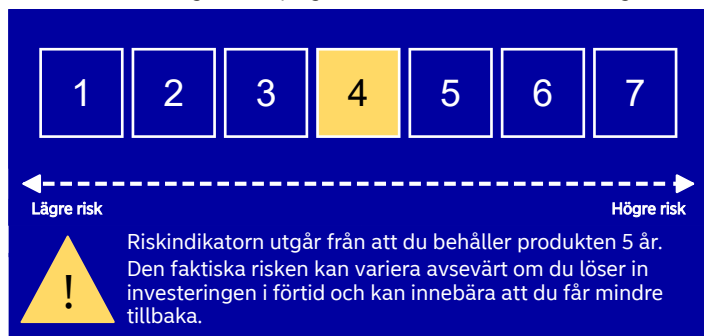 1 2 3 4 5 6 7
Lägre risk Högre risk
!
Riskindikatorn utgår från att du behåller produkten 5 år.
Den faktiska risken kan variera avsevärt om du löser in
investeringen i förtid och kan innebära att du får mindre
tillbaka.